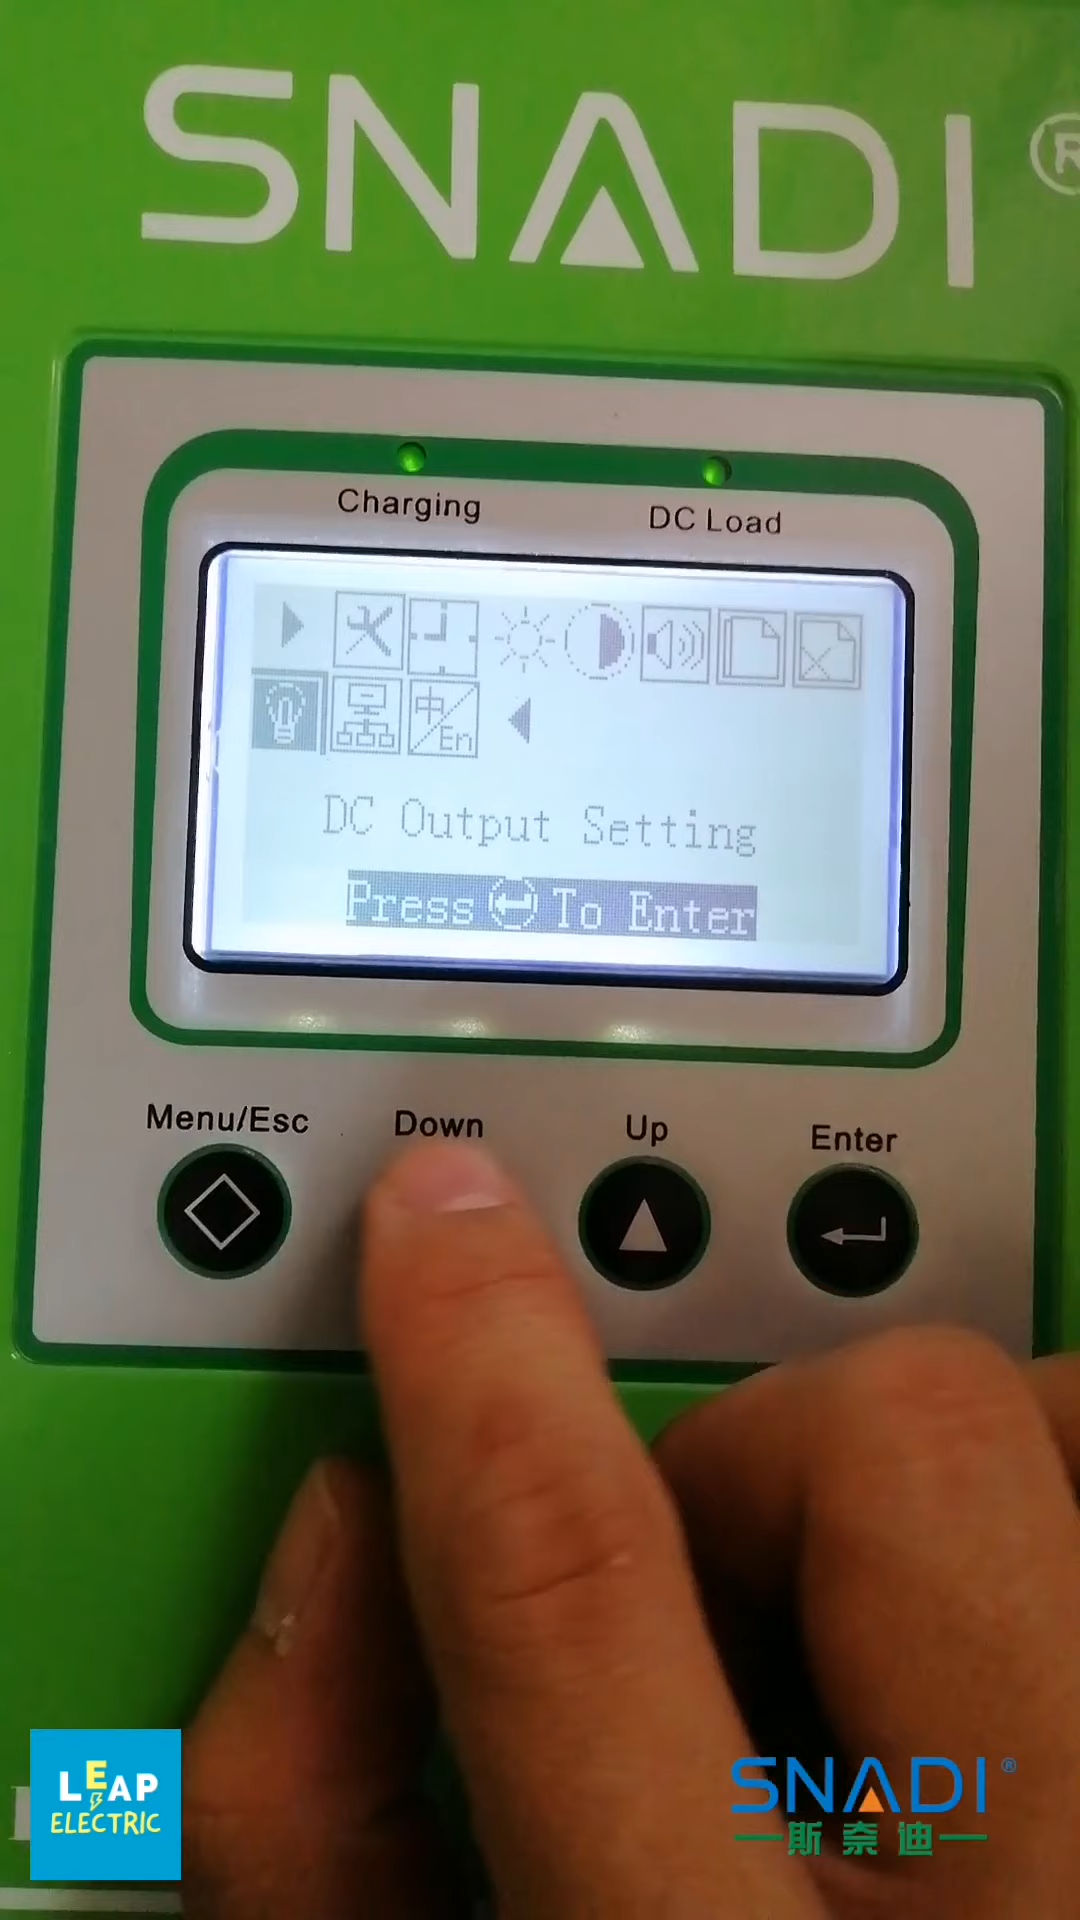 SNADI®
Charging
DC Load
中/En
DC Output Setting
Press To Enter
Menu/Esc
Down
Up
Enter
LEAP
ELECTRIC
SNADI®
斯奈迪